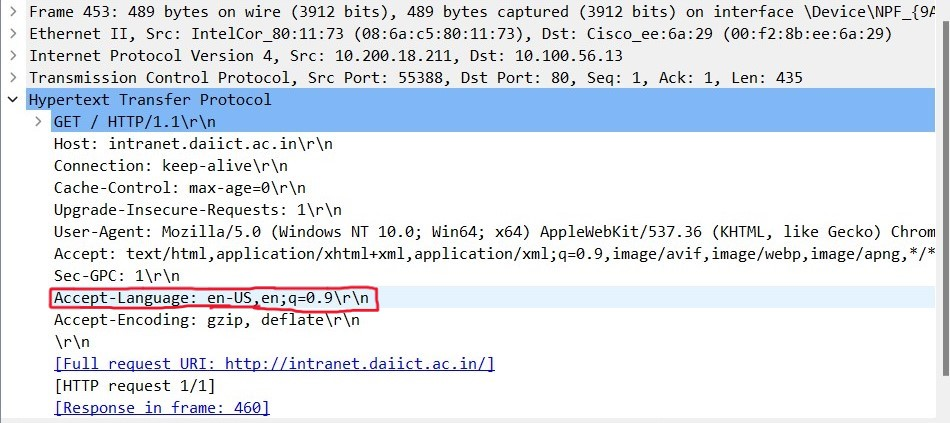 Frame 453: 489 bytes on wire (3912 bits), 489 bytes captured (3912 bits) on interface \Device\NPF_{9A
Ethernet II, Src: IntelCor_80:11:73 (08:6a:c5:80:11:73), Dst: Cisco_ee:6a:29 (00:f2:8b:ee:6a:29)
Internet Protocol Version 4, Src: 10.200.18.211, Dst: 10.100.56.13
Transmission Control Protocol, Src Port: 55388, Dst Port: 80, Seq: 1, Ack: 1, Len: 435
Hypertext Transfer Protocol
GET / HTTP/1.1\r\n
Host: intranet.daiict.ac.in\r\n
Connection: keep-alive\r\n
Cache-Control: max-age=0\r\n
Upgrade-Insecure-Requests: 1\r\n
User-Agent: Mozilla/5.0 (Windows NT 10.0; Win64; x64) AppleWebKit/537.36 (KHTML, like Gecko) Chrom
Accept: text/html,application/xhtml+xml,application/xml;q=0.9,image/avif,image/webp,image/apng,*/*
Sec-GPC: 1\r\n
Accept-Language: en-US,en;q=0.9\r\n
Accept-Encoding: gzip, deflate\r\n
\r\n
[Full request URI: http://intranet.daiict.ac.in/]
[HTTP request 1/1]
[Response in frame: 460]